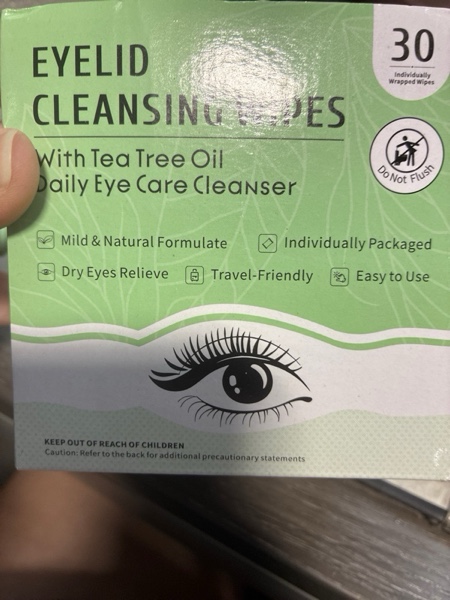 EYELID
CLEANSING WIPES
30
Individually
Wrapped Wipes
Do Not Flush
With Tea Tree Oil
Daily Eye Care Cleanser
Mild & Natural Formulate
Individually Packaged
Dry Eyes Relieve
Travel-Friendly
Easy to Use
KEEP OUT OF REACH OF CHILDREN
Caution: Refer to the back for additional precautionary statements